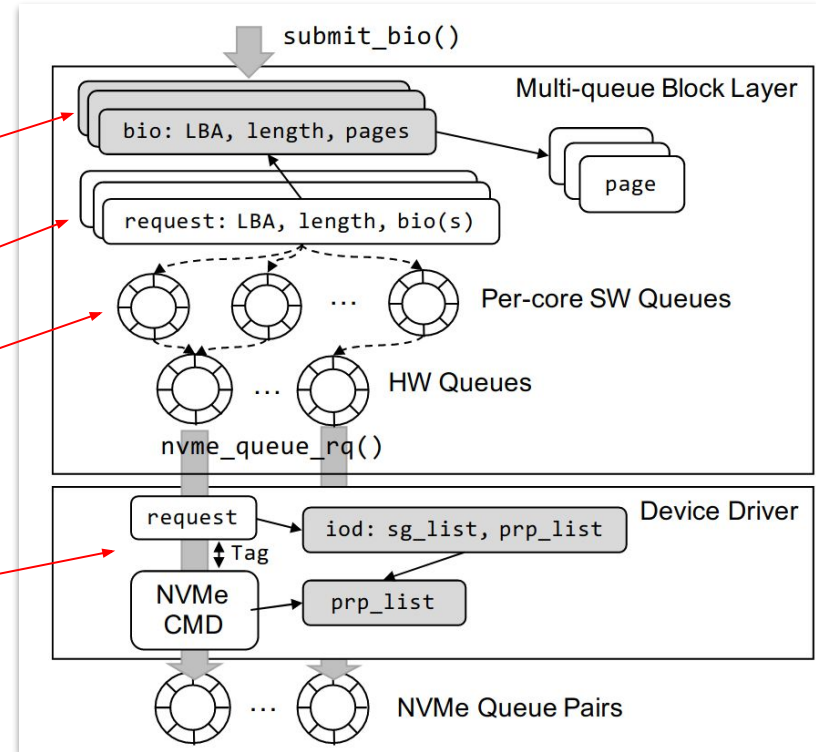 submit_bio()
Multi-queue Block Layer
bio: LBA, length, pages
page
request: LBA, length, bio(s)
...
Per-core SW Queues
...
HW Queues
nvme_queue_rq()
Device Driver
request
iod: sg_list, prp_list
Tag
NVMe
CMD
prp_list
...
NVMe Queue Pairs